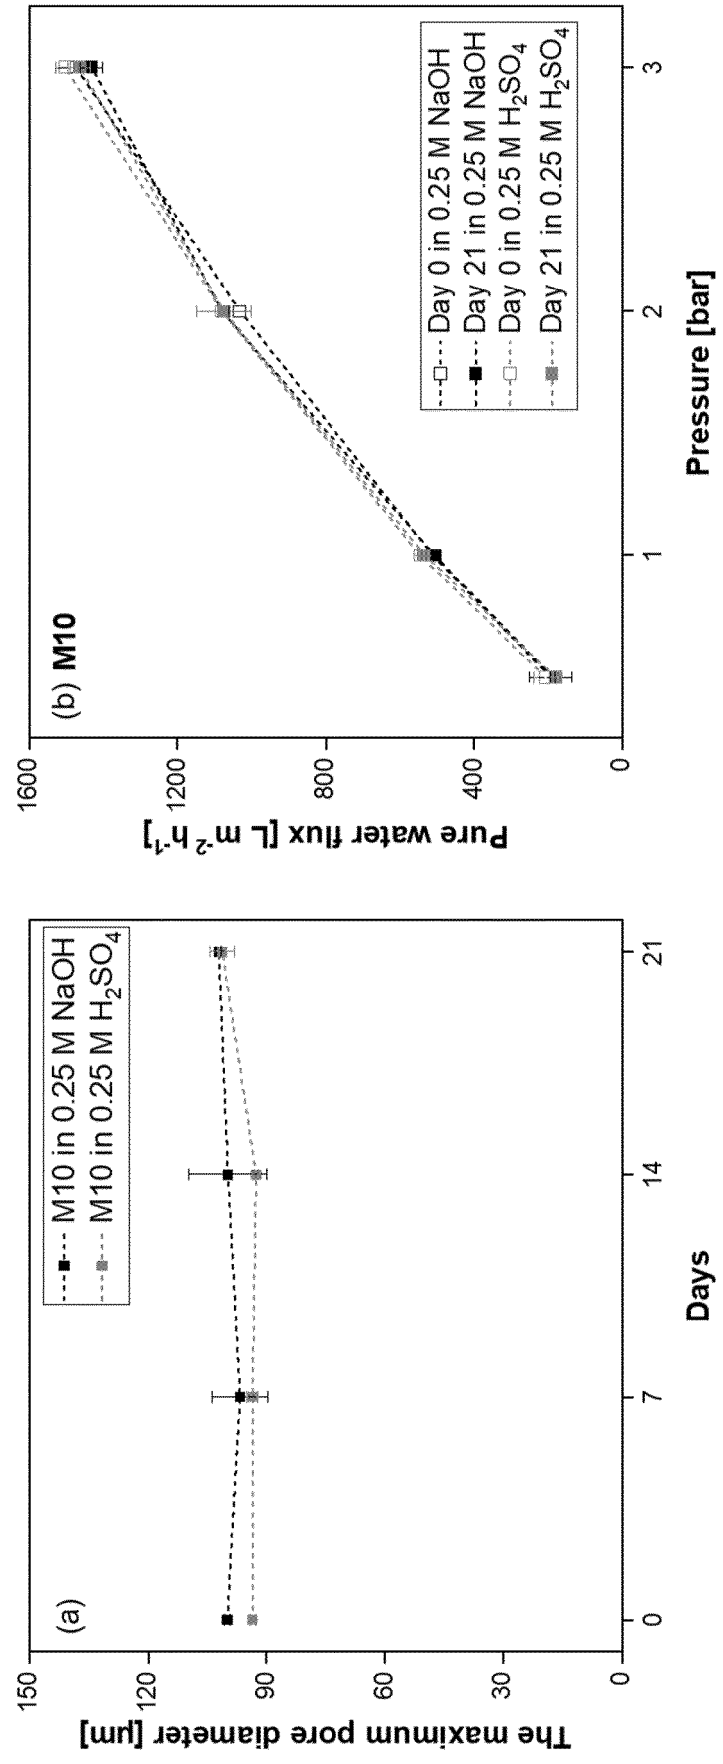 (a)
M10 in 0.25 M NaOH
M10 in 0.25 M H₂SO₄
The maximum pore diameter [µm]
150
120
90
60
30
0
0 7 14 21
Days
(b) M10
Pure water flux [L m⁻² h⁻¹]
1600
1200
800
400
0
Day 0 in 0.25 M NaOH
Day 21 in 0.25 M NaOH
Day 0 in 0.25 M H₂SO₄
Day 21 in 0.25 M H₂SO₄
1 2 3
Pressure [bar]